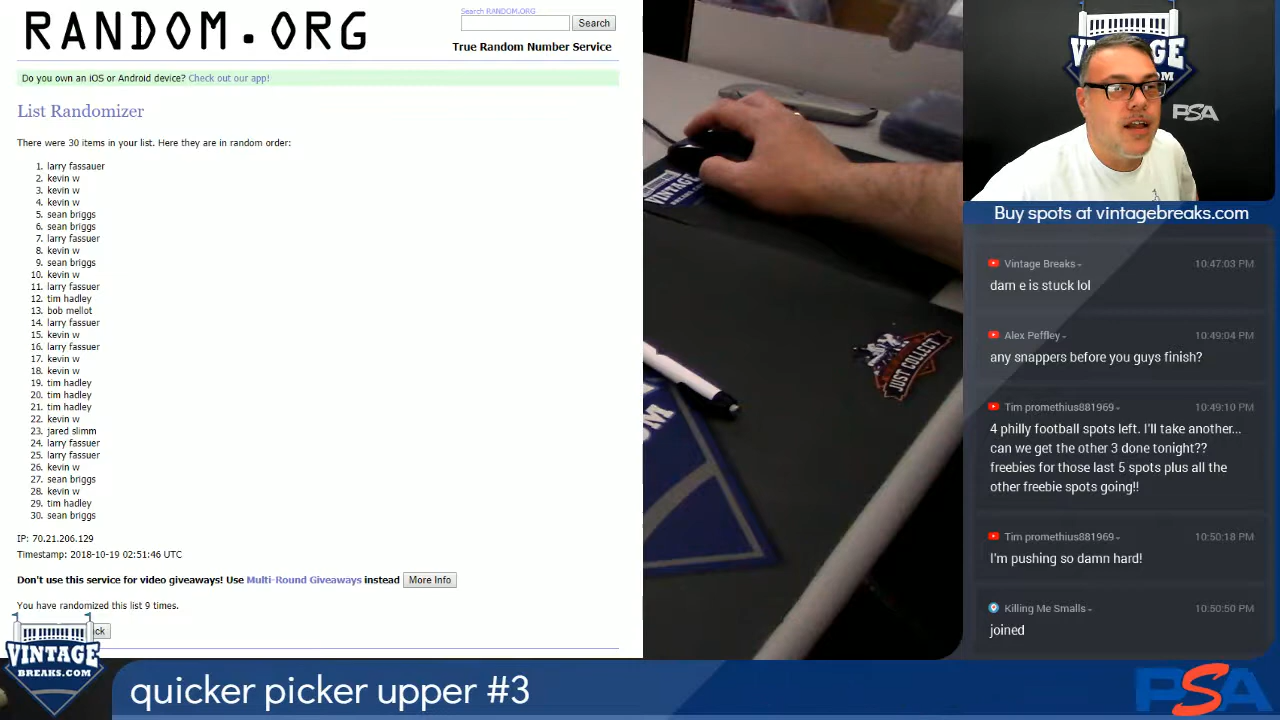 RANDOM.ORG
Search RANDOM.ORG
Search
True Random Number Service
Do you own an iOS or Android device? Check out our app!
List Randomizer
There were 30 items in your list. Here they are in random order:
1. larry fassauer
2. kevin w
3. kevin w
4. kevin w
5. sean briggs
6. sean briggs
7. larry fassuer
8. kevin w
9. sean briggs
10. kevin w
11. larry fassuer
12. tim hadley
13. bob mellot
14. larry fassuer
15. kevin w
16. larry fassuer
17. kevin w
18. kevin w
19. tim hadley
20. tim hadley
21. tim hadley
22. kevin w
23. jared slimm
24. larry fassuer
25. larry fassuer
26. kevin w
27. sean briggs
28. kevin w
29. tim hadley
30. sean briggs
IP: 70.21.206.129
Timestamp: 2018-10-19 02:51:46 UTC
Don't use this service for video giveaways! Use Multi-Round Giveaways instead More Info
You have randomized this list 9 times.
VINTAGE
BREAKS.COM
quicker picker upper #3
VINTAGE
JUST COLLECT
PSA
Buy spots at vintagebreaks.com
Vintage Breaks 10:47:03 PM
dam e is stuck lol
Alex Peffley 10:49:04 PM
any snappers before you guys finish?
Tim promethius881969 10:49:10 PM
4 philly football spots left. I'll take another...
can we get the other 3 done tonight??
freebies for those last 5 spots plus all the
other freebie spots going!!
Tim promethius881969 10:50:18 PM
I'm pushing so damn hard!
Killing Me Smalls 10:50:50 PM
joined
PSA